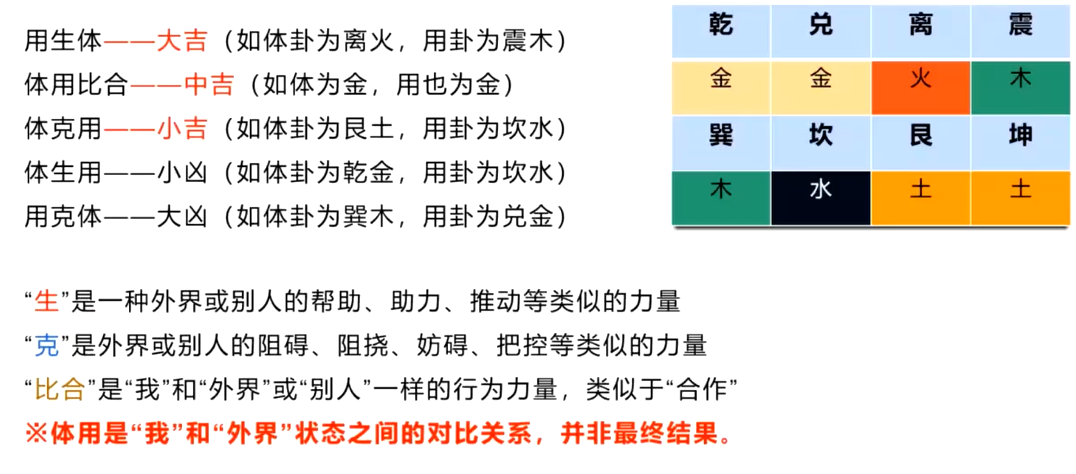 用生体——大吉（如体卦为离火，用卦为震木）
体用比合——中吉（如体为金，用也为金）
体克用——小吉（如体卦为艮土，用卦为坎水）
体生用——小凶（如体卦为乾金，用卦为坎水）
用克体——大凶（如体卦为巽木，用卦为兑金）
乾 兑 离 震
金 金 火 木
巽 坎 艮 坤
木 水 土 土
“生”是一种外界或别人的帮助、助力、推动等类似的力量
“克”是外界或别人的阻碍、阻挠、妨碍、把控等类似的力量
“比合”是“我”和“外界”或“别人”一样的行为力量，类似于“合作”
※体用是“我”和“外界”状态之间的对比关系，并非最终结果。